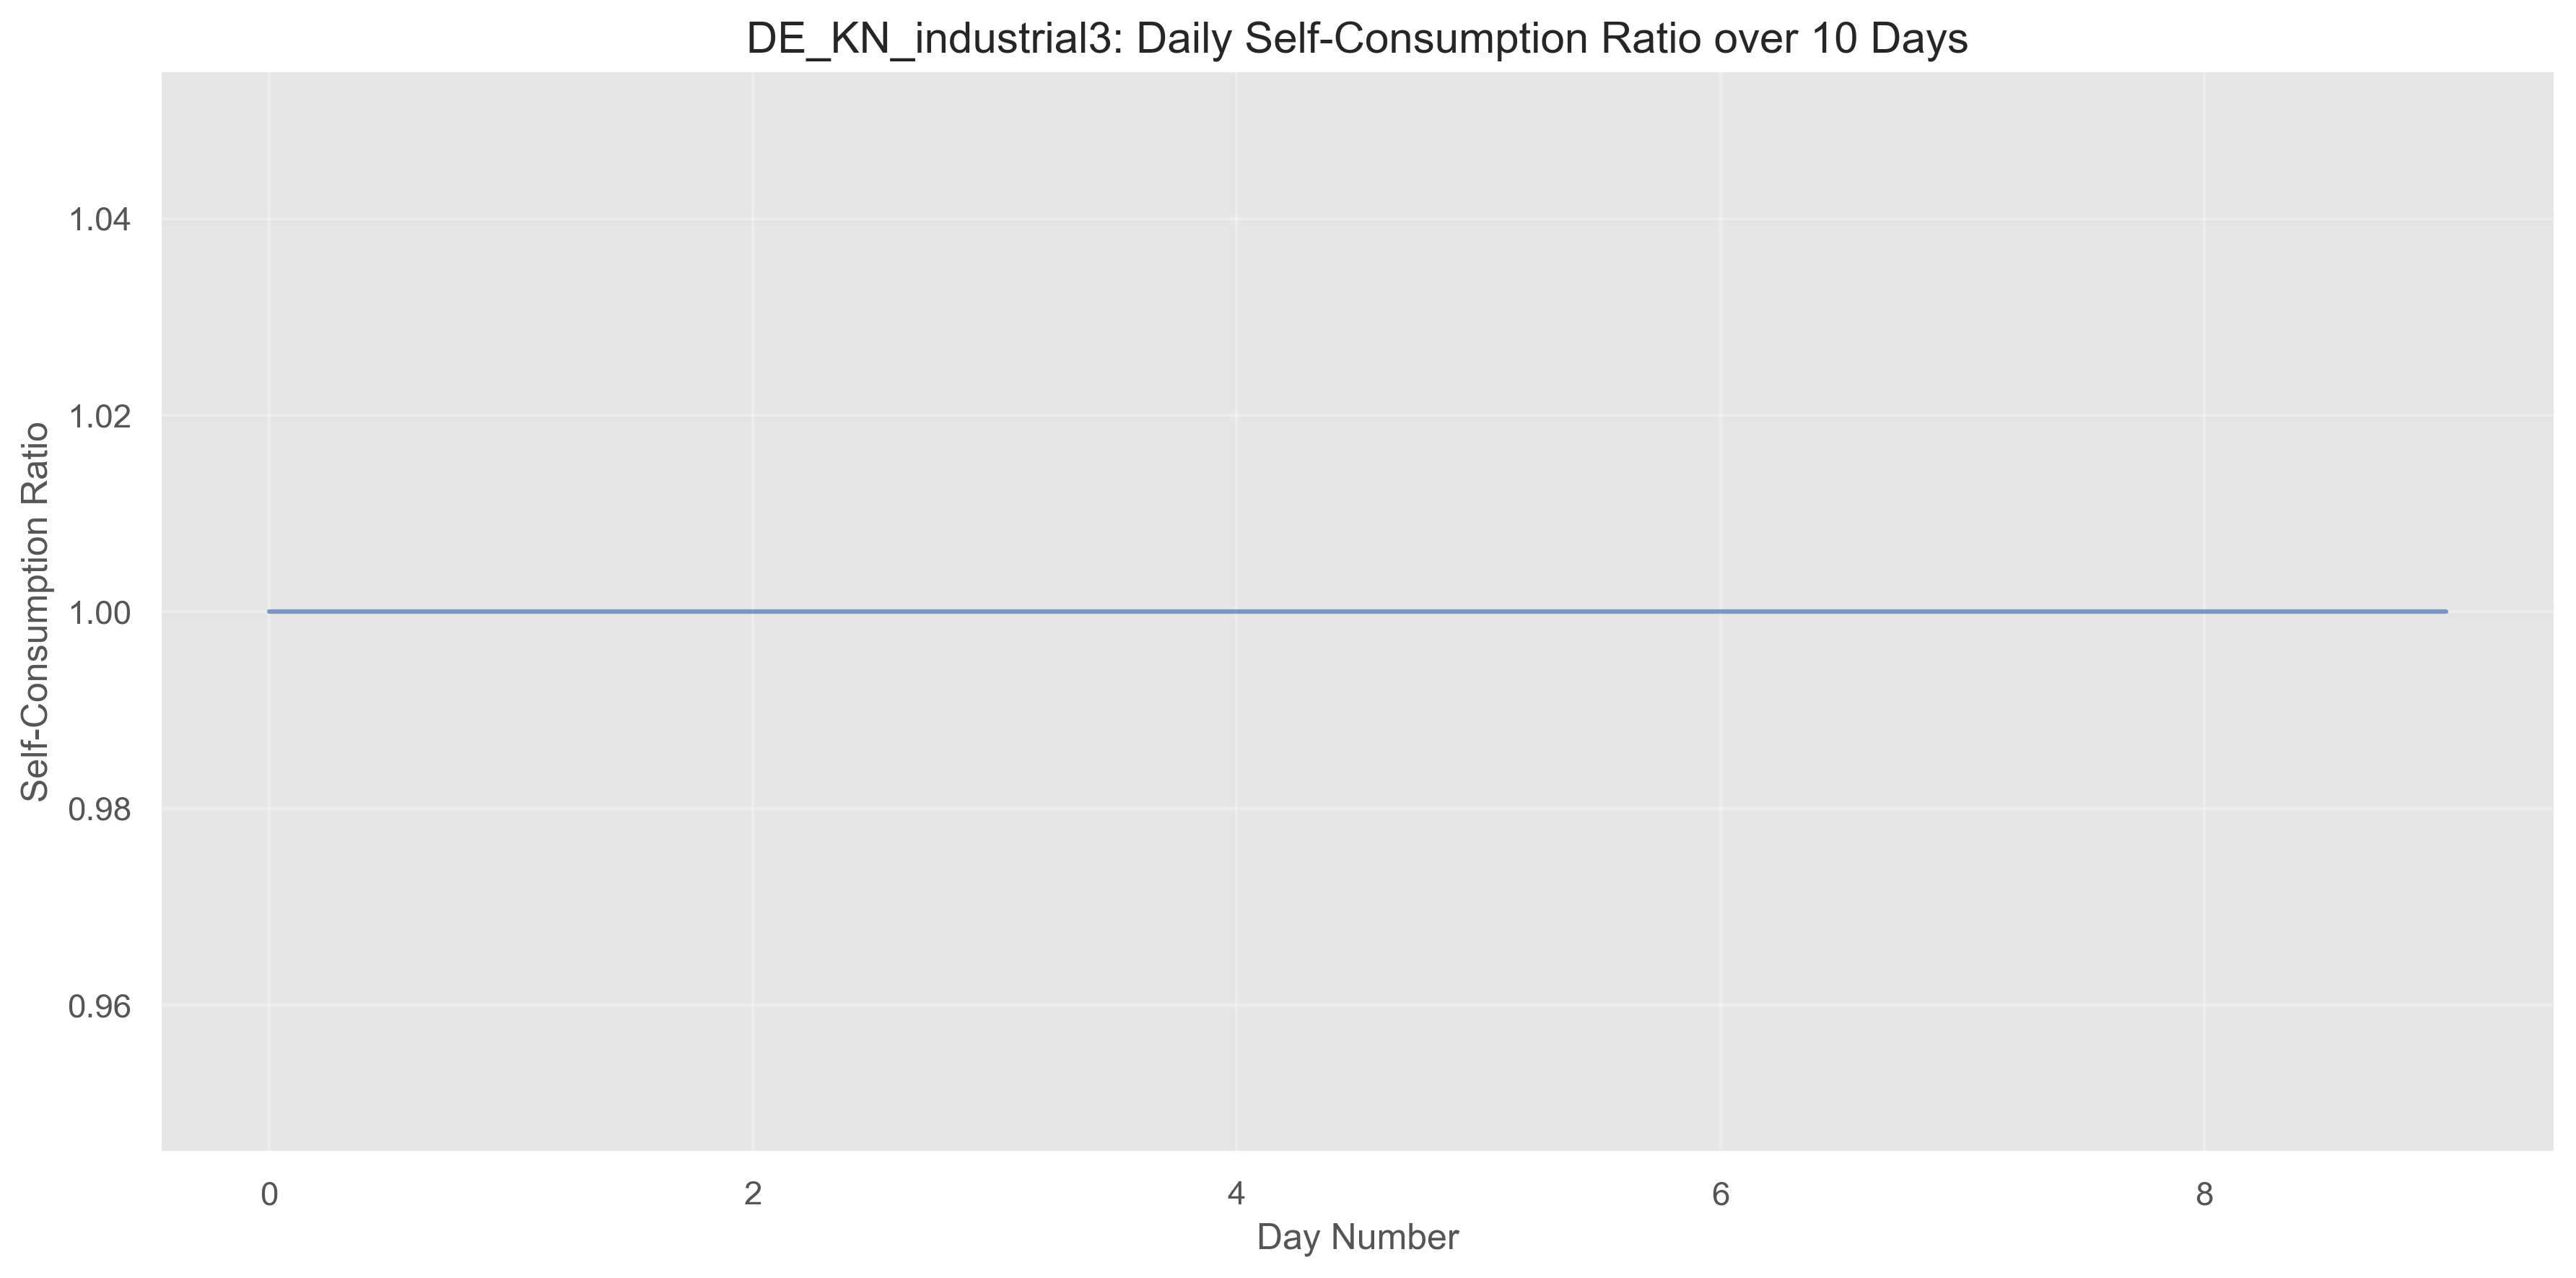 DE_KN_industrial3: Daily Self-Consumption Ratio over 10 Days
Self-Consumption Ratio
1.04
1.02
1.00
0.98
0.96
0 2 4 6 8
Day Number